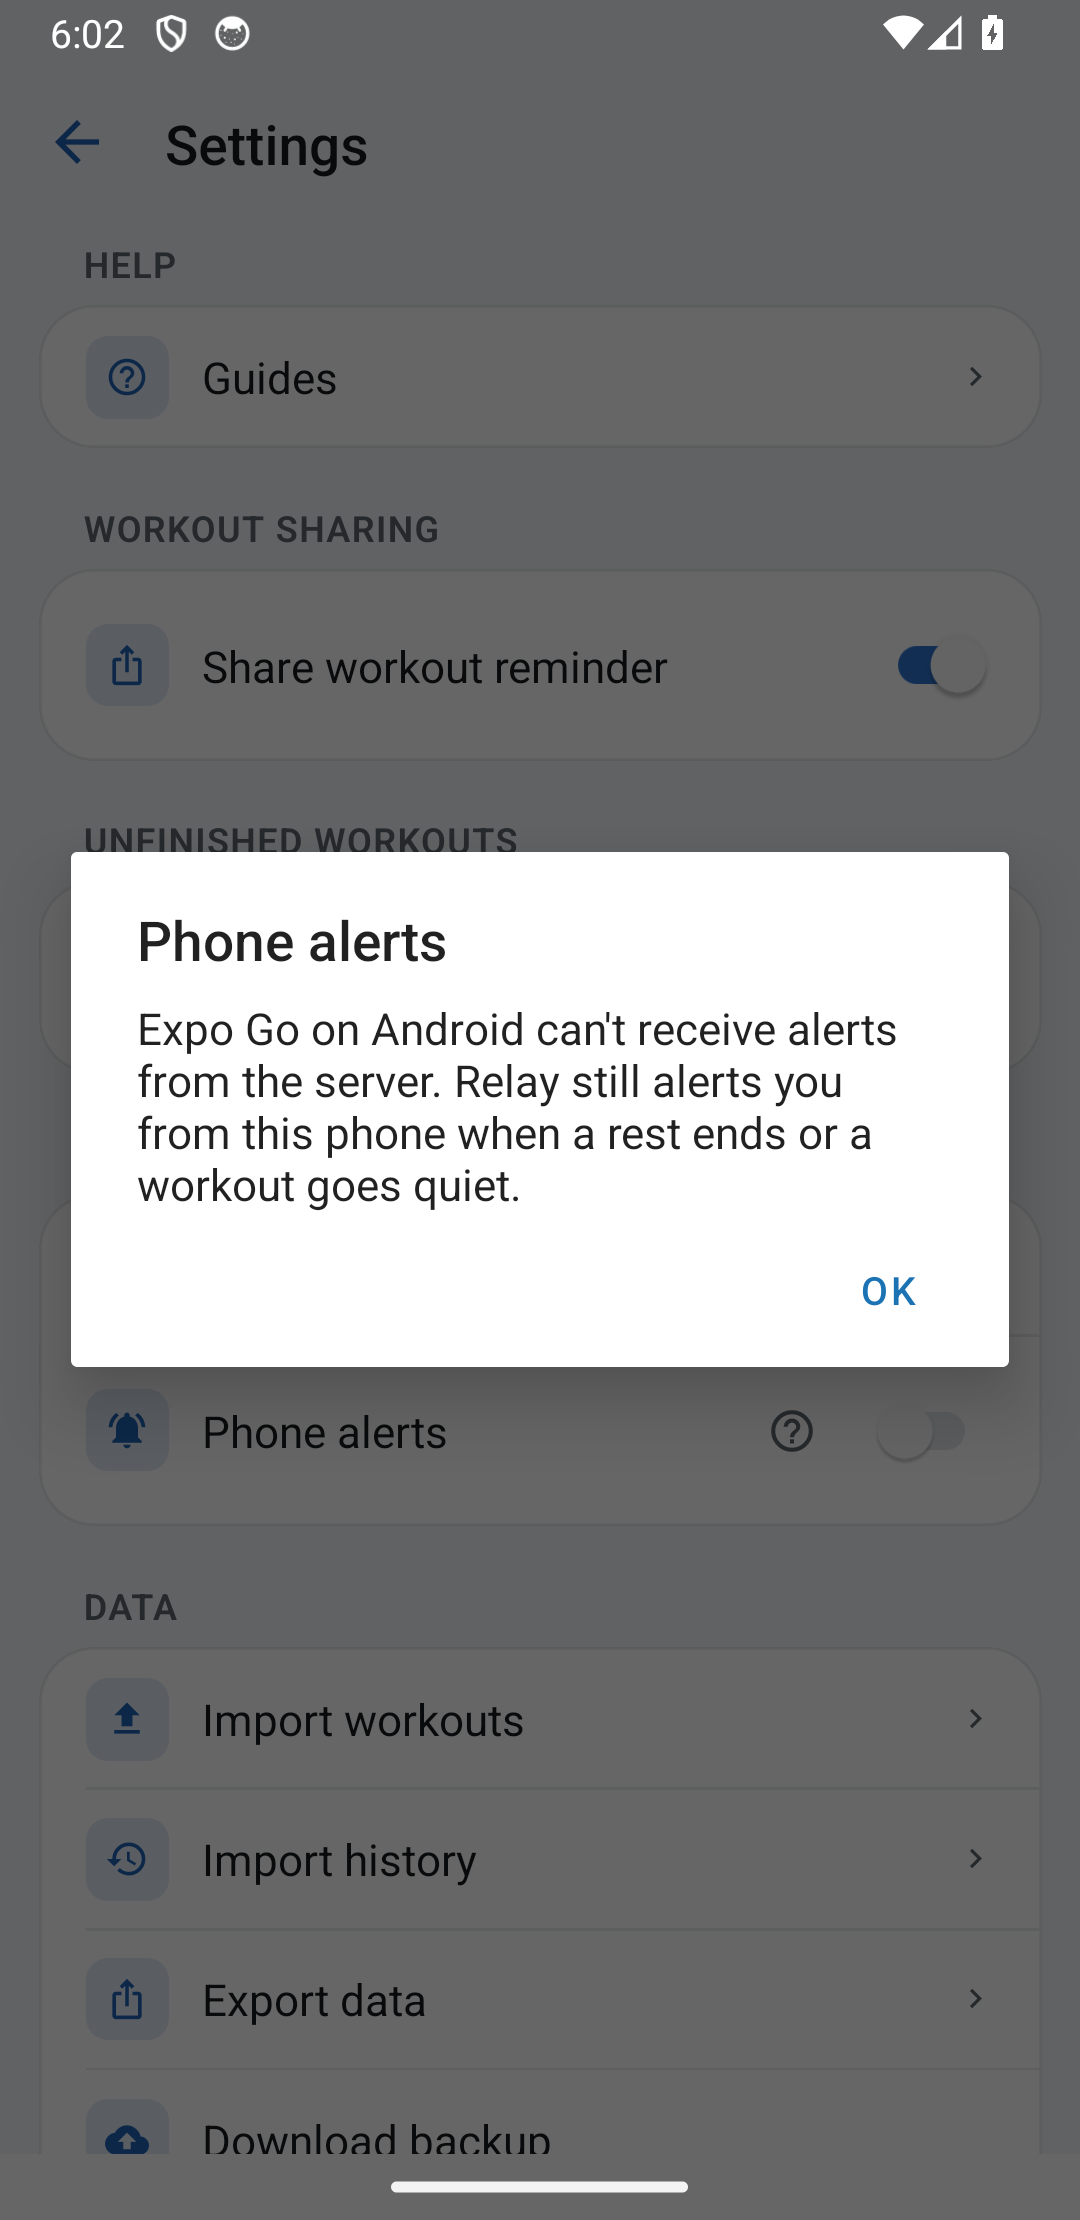 6:02
Settings
HELP
Guides
WORKOUT SHARING
Share workout reminder
UNFINISHED WORKOUTS
Phone alerts
Expo Go on Android can't receive alerts
from the server. Relay still alerts you
from this phone when a rest ends or a
workout goes quiet.
OK
Phone alerts
DATA
Import workouts
Import history
Export data
Download backup